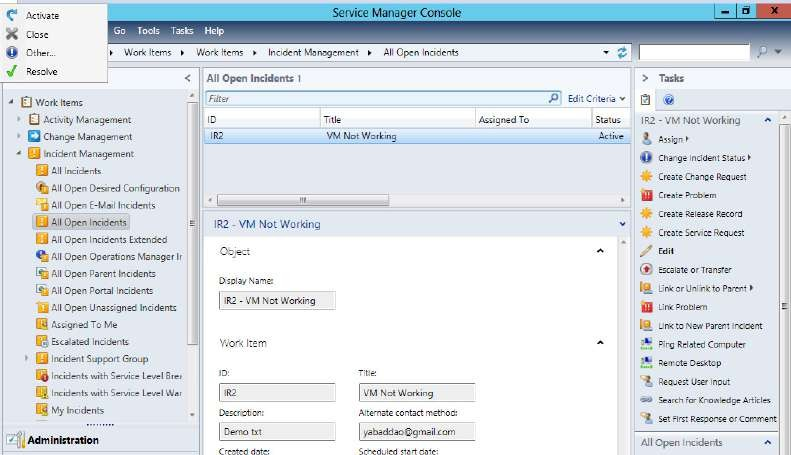 Service Manager Console
Activate
Close
Other...
Resolve
Go Tools Tasks Help
Work Items Work Items Incident Management All Open Incidents
Work Items
Activity Management
Change Management
Incident Management
All Incidents
All Open Desired Configuration
All Open E-Mail Incidents
All Open Incidents
All Open Incidents Extended
All Open Operations Manager In
All Open Parent Incidents
All Open Portal Incidents
All Open Unassigned Incidents
Assigned To Me
Escalated Incidents
Incident Support Group
Incidents with Service Level Brea
Incidents with Service Level War
My Incidents
Administration
All Open Incidents 1
Filter
Edit Criteria
ID Title Assigned To Status
IR2 VM Not Working Active
IR2 - VM Not Working
Object
Display Name:
IR2 - VM Not Working
Work Item
ID: Title:
IR2 VM Not Working
Description: Alternate contact method:
Demo txt yabaddao@gmail.com
Created date: Scheduled start date:
Tasks
IR2 - VM Not Working
Assign
Change Incident Status
Create Change Request
Create Problem
Create Release Record
Create Service Request
Edit
Escalate or Transfer
Link or Unlink to Parent
Link Problem
Link to New Parent Incident
Ping Related Computer
Remote Desktop
Request User Input
Search for Knowledge Articles
Set First Response or Comment
All Open Incidents